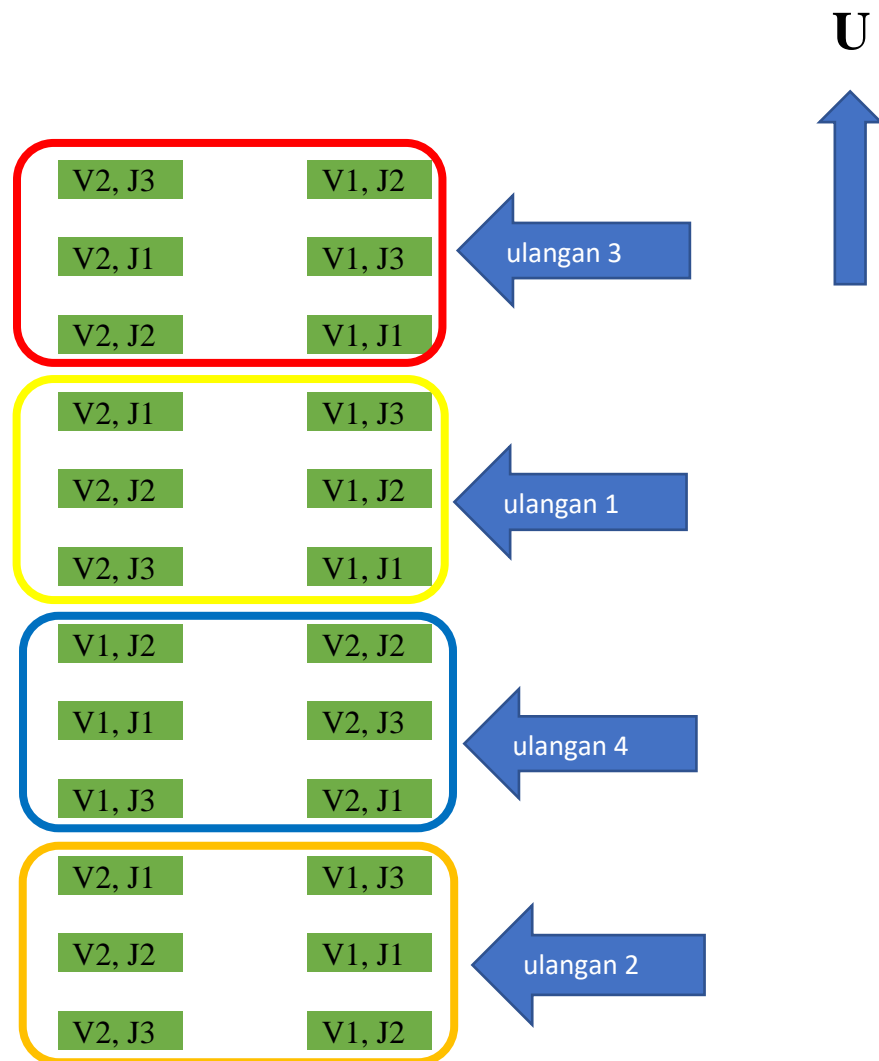 U
V2, J3 V1, J2
V2, J1 V1, J3 ulangan 3
V2, J2 V1, J1
V2, J1 V1, J3
V2, J2 V1, J2 ulangan 1
V2, J3 V1, J1
V1, J2 V2, J2
V1, J1 V2, J3 ulangan 4
V1, J3 V2, J1
V2, J1 V1, J3
V2, J2 V1, J1 ulangan 2
V2, J3 V1, J2